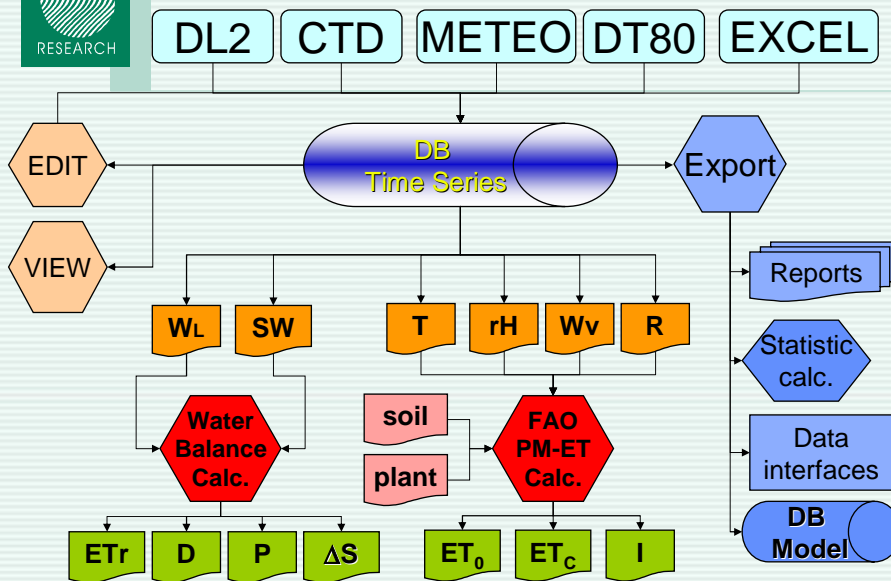 RESEARCH
DL2
CTD
METEO
DT80
EXCEL
EDIT
DB
Time Series
Export
VIEW
Reports
WL
SW
T
rH
Wv
R
Statistic
calc.
Water
Balance
Calc.
soil
plant
FAO
PM-ET
Calc.
Data
interfaces
DB
Model
ETr
D
P
ΔS
ET₀
ETC
I